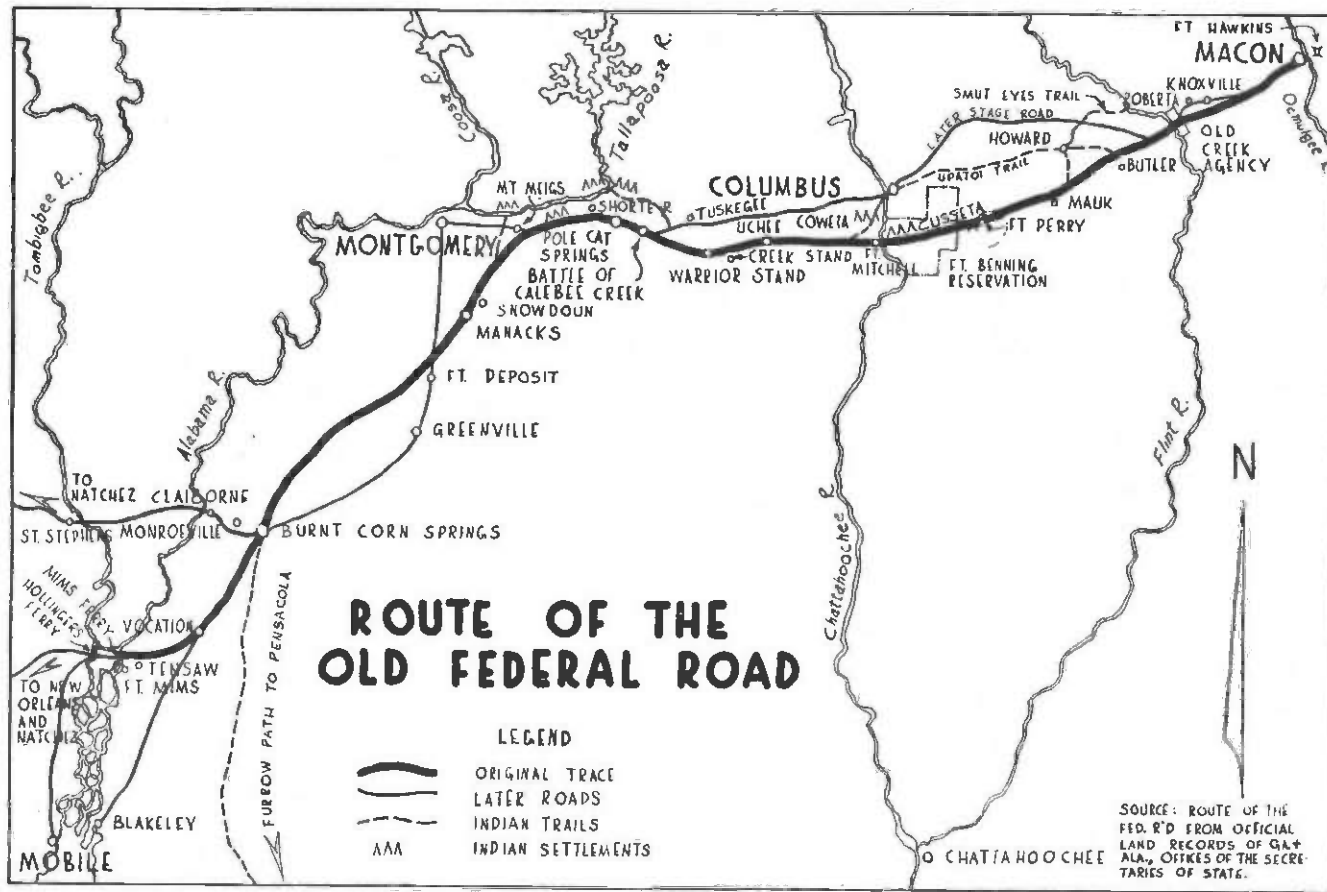 FT HAWKINS
MACON
KNOXVILLE
ROBERTA
SMUT EYES TRAIL
LATER STAGE ROAD
HOWARD
Ocmulgee R.
OLD
CREEK
AGENCY
BUTLER
UPATOI TRAIL
MAUK
FT PERRY
CUSSETA
COLUMBUS
TUSKEGEE
UCHEE
COWETA
CREEK STAND
FT.
MITCHELL
FT. BENNING
RESERVATION
WARRIOR STAND
Coosa R.
Tallapoosa R.
MT MEIGS
SHORTER
MONTGOMERY
POLE CAT
SPRINGS
BATTLE OF
CALEBEE CREEK
SNOWDOUN
MANACKS
FT. DEPOSIT
GREENVILLE
Tombigbee R.
Alabama R.
TO
NATCHEZ
CLAIBORNE
ST. STEPHENS
MONROEVILLE
BURNT CORN SPRINGS
MIMS FERRY
HOLLINGERS
FERRY
VOCATION
TENSAW
FT. MIMS
TO NEW
ORLEANS
AND
NATCHEZ
BLAKELEY
MOBILE
FURROW PATH TO PENSACOLA
Chattahoochee R.
Flint R.
N
CHATTAHOOCHEE
ROUTE OF THE
OLD FEDERAL ROAD
LEGEND
ORIGINAL TRACE
LATER ROADS
INDIAN TRAILS
INDIAN SETTLEMENTS
SOURCE: ROUTE OF THE
FED. R'D FROM OFFICIAL
LAND RECORDS OF GA.+
ALA., OFFICES OF THE SECRE-
TARIES OF STATE.